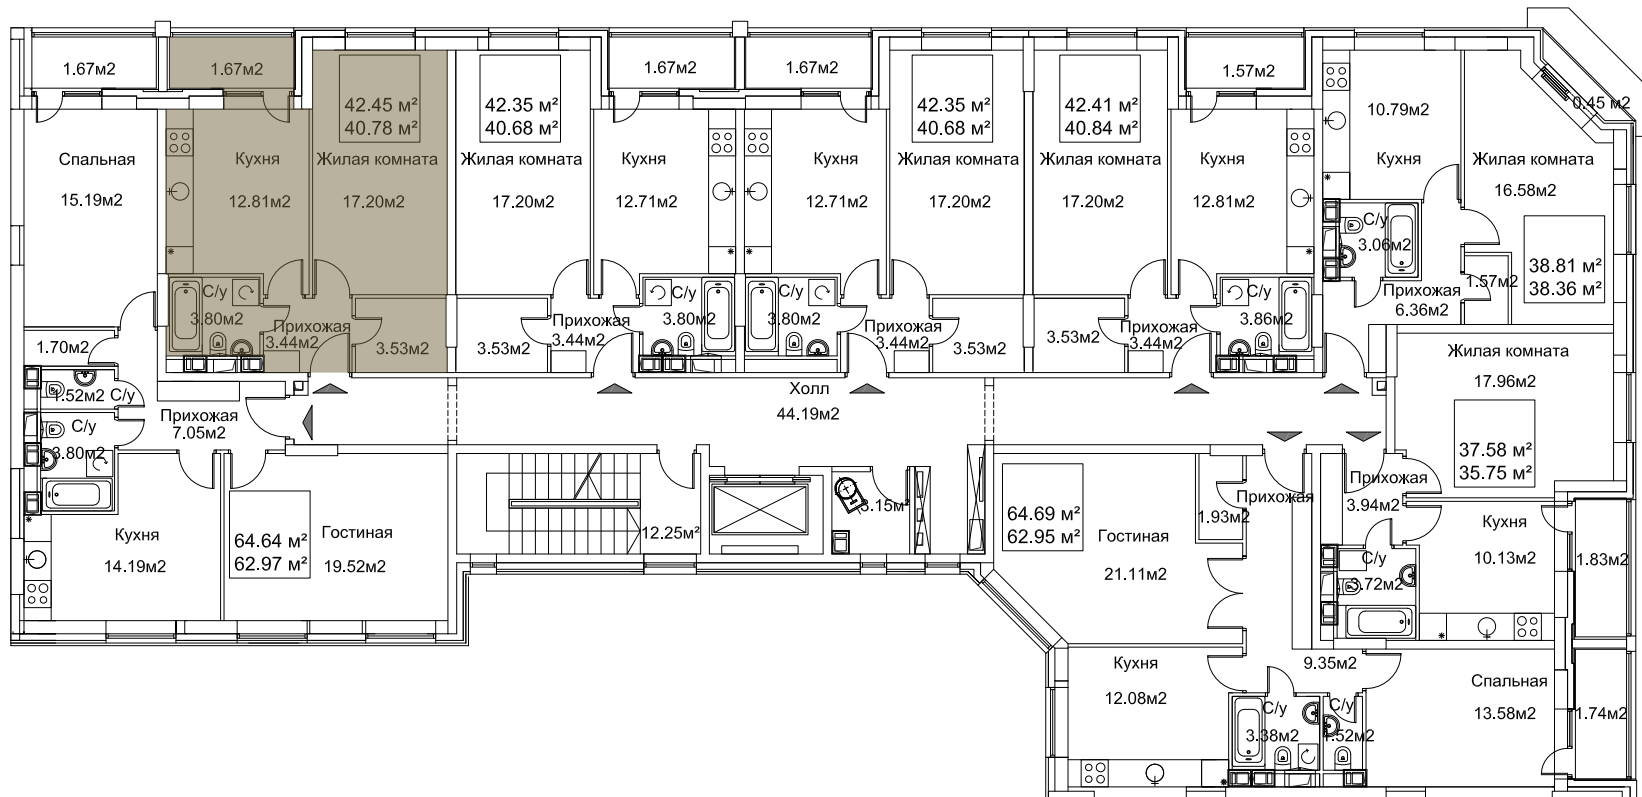 1.67м2
1.67м2
42.45 м²
40.78 м²
42.35 м²
40.68 м²
1.67м2
1.67м2
42.35 м²
40.68 м²
42.41 м²
40.84 м²
1.57м2
10.79м2
0.45 м2
Спальная
15.19м2
Кухня
12.81м2
Жилая комната
17.20м2
Жилая комната
17.20м2
Кухня
12.71м2
Кухня
12.71м2
Жилая комната
17.20м2
Жилая комната
17.20м2
Кухня
12.81м2
Кухня
Жилая комната
16.58м2
С/у
3.06м2
38.81 м²
38.36 м²
1.57м2
Прихожая
6.36м2
С/у
3.80м2
Прихожая
3.44м2
3.53м2
3.53м2
Прихожая
3.44м2
С/у
3.80м2
С/у
3.80м2
Прихожая
3.44м2
3.53м2
3.53м2
Прихожая
3.44м2
С/у
3.86м2
1.70м2
1.52м2
С/у
С/у
3.80м2
Прихожая
7.05м2
Холл
44.19м2
Жилая комната
17.96м2
37.58 м²
35.75 м²
Кухня
14.19м2
64.64 м²
62.97 м²
Гостиная
19.52м2
12.25м²
3.15м²
64.69 м²
62.95 м²
Гостиная
21.11м2
1.93м2
Прихожая
Прихожая
3.94м2
Кухня
10.13м2
1.83м2
С/у
3.72м2
Кухня
12.08м2
9.35м2
Спальная
13.58м2
1.74м2
С/у
3.38м2
С/у
1.52м2